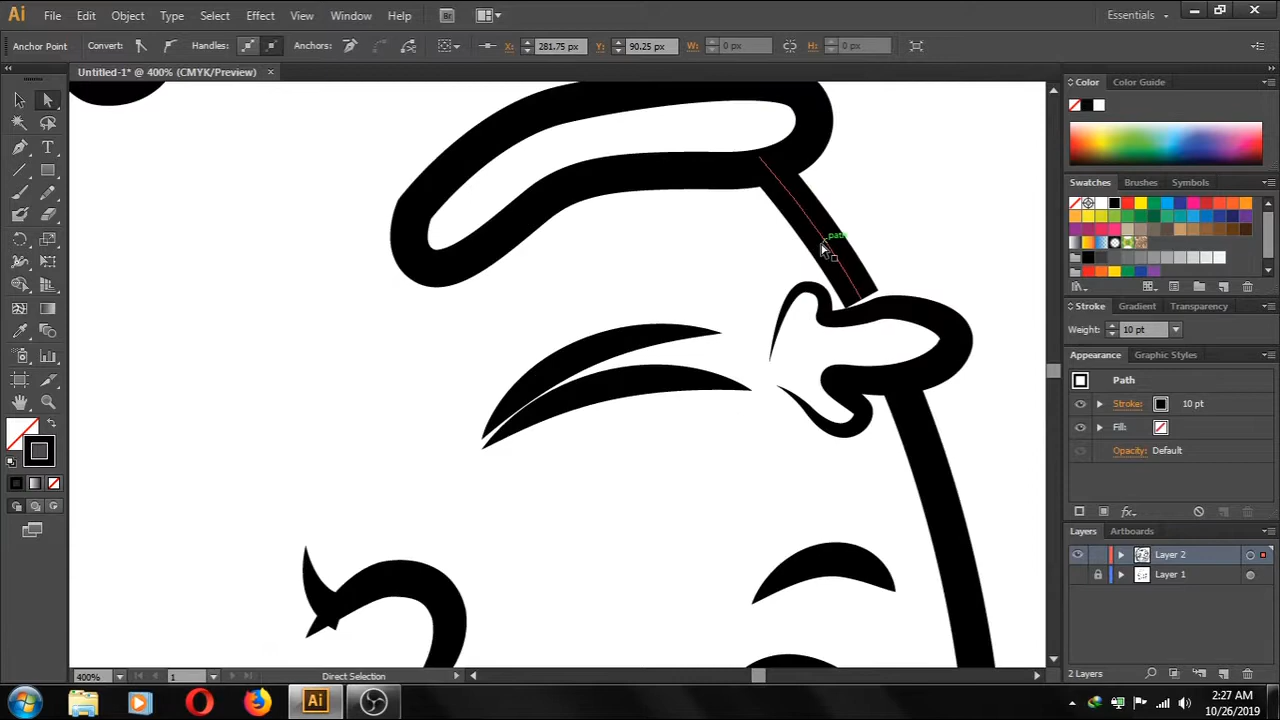 Ai File Edit Object Type Select Effect View Window Help Br Essentials
Anchor Point Convert: Handles: Anchors: X: 281.75 px Y: 90.25 px W: 0 px H: 0 px
Untitled-1* @ 400% (CMYK/Preview)
Color Color Guide
path
Swatches Brushes Symbols
Stroke Gradient Transparency
Weight: 10 pt
Appearance Graphic Styles
Path
Stroke: 10 pt
Fill:
Opacity: Default
Layers Artboards
Layer 2
Layer 1
400% 1 Direct Selection 2 Layers
Ai 2:27 AM
10/26/2019